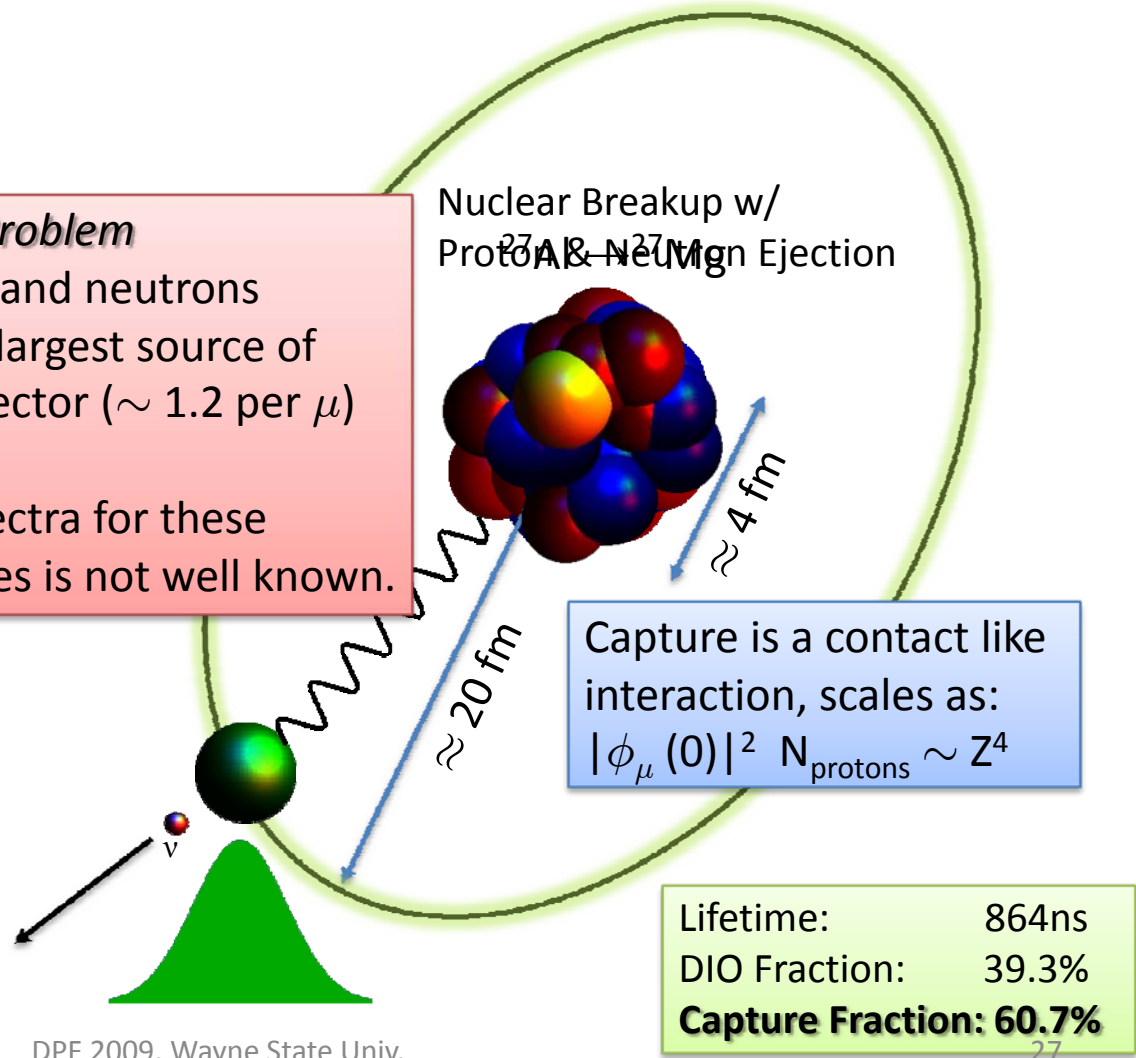 roblem
and neutrons
largest source of
ector (∼ 1.2 per μ)
ectra for these
es is not well known.
Nuclear Breakup w/
Proton & Neutron Ejection
²⁷Al → ²⁷Mg
≈ 4 fm
≈ 20 fm
Capture is a contact like
interaction, scales as:
|ϕμ (0)|² Nprotons ∼ Z⁴
ν
Lifetime: 864ns
DIO Fraction: 39.3%
Capture Fraction: 60.7%
DPF 2009, Wayne State Univ.
27